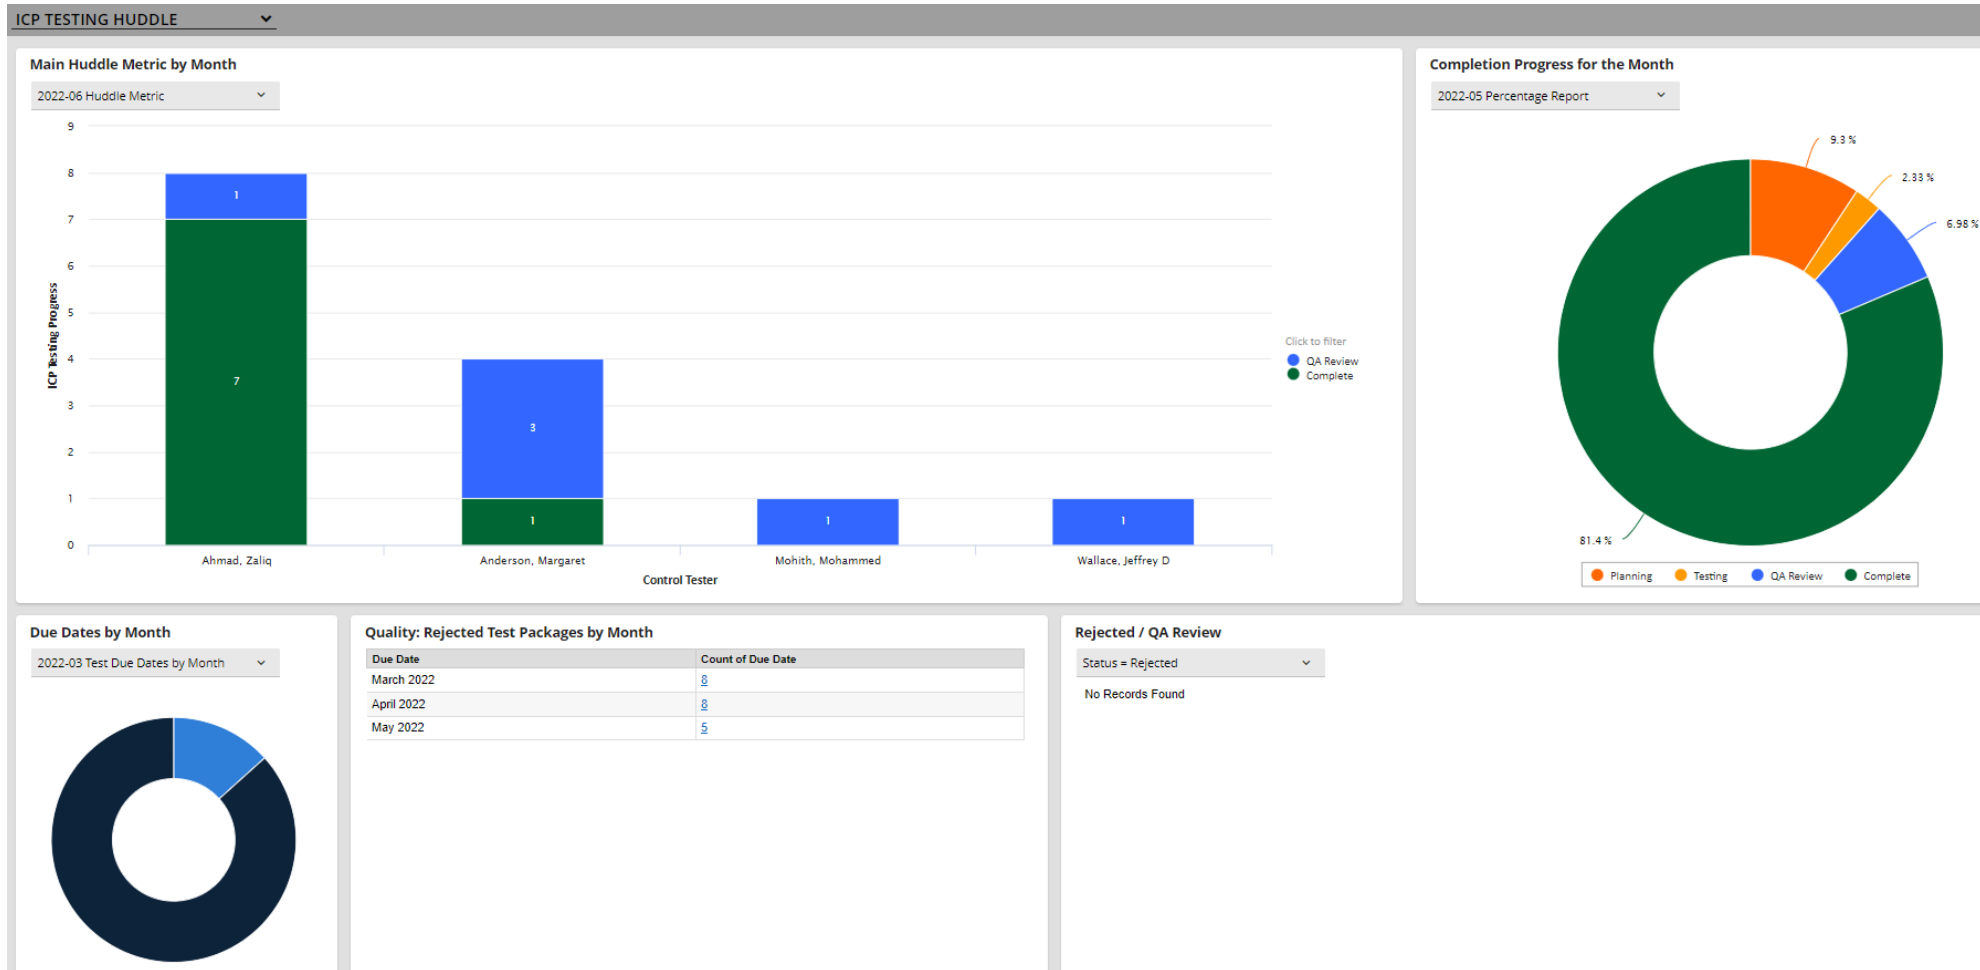 ICP TESTING HUDDLE
Main Huddle Metric by Month
2022-06 Huddle Metric
9
8
7
6
5
4
3
2
1
0
ICP Testing Progress
1
7
3
1
1
1
Ahmad, Zaliq
Anderson, Margaret
Mohith, Mohammed
Wallace, Jeffrey D
Control Tester
Click to filter
QA Review
Complete
Completion Progress for the Month
2022-05 Percentage Report
9.3 %
2.33 %
6.98 %
81.4 %
Planning Testing QA Review Complete
Due Dates by Month
2022-03 Test Due Dates by Month
Quality: Rejected Test Packages by Month
Due Date Count of Due Date
March 2022 8
April 2022 8
May 2022 5
Rejected / QA Review
Status = Rejected
No Records Found